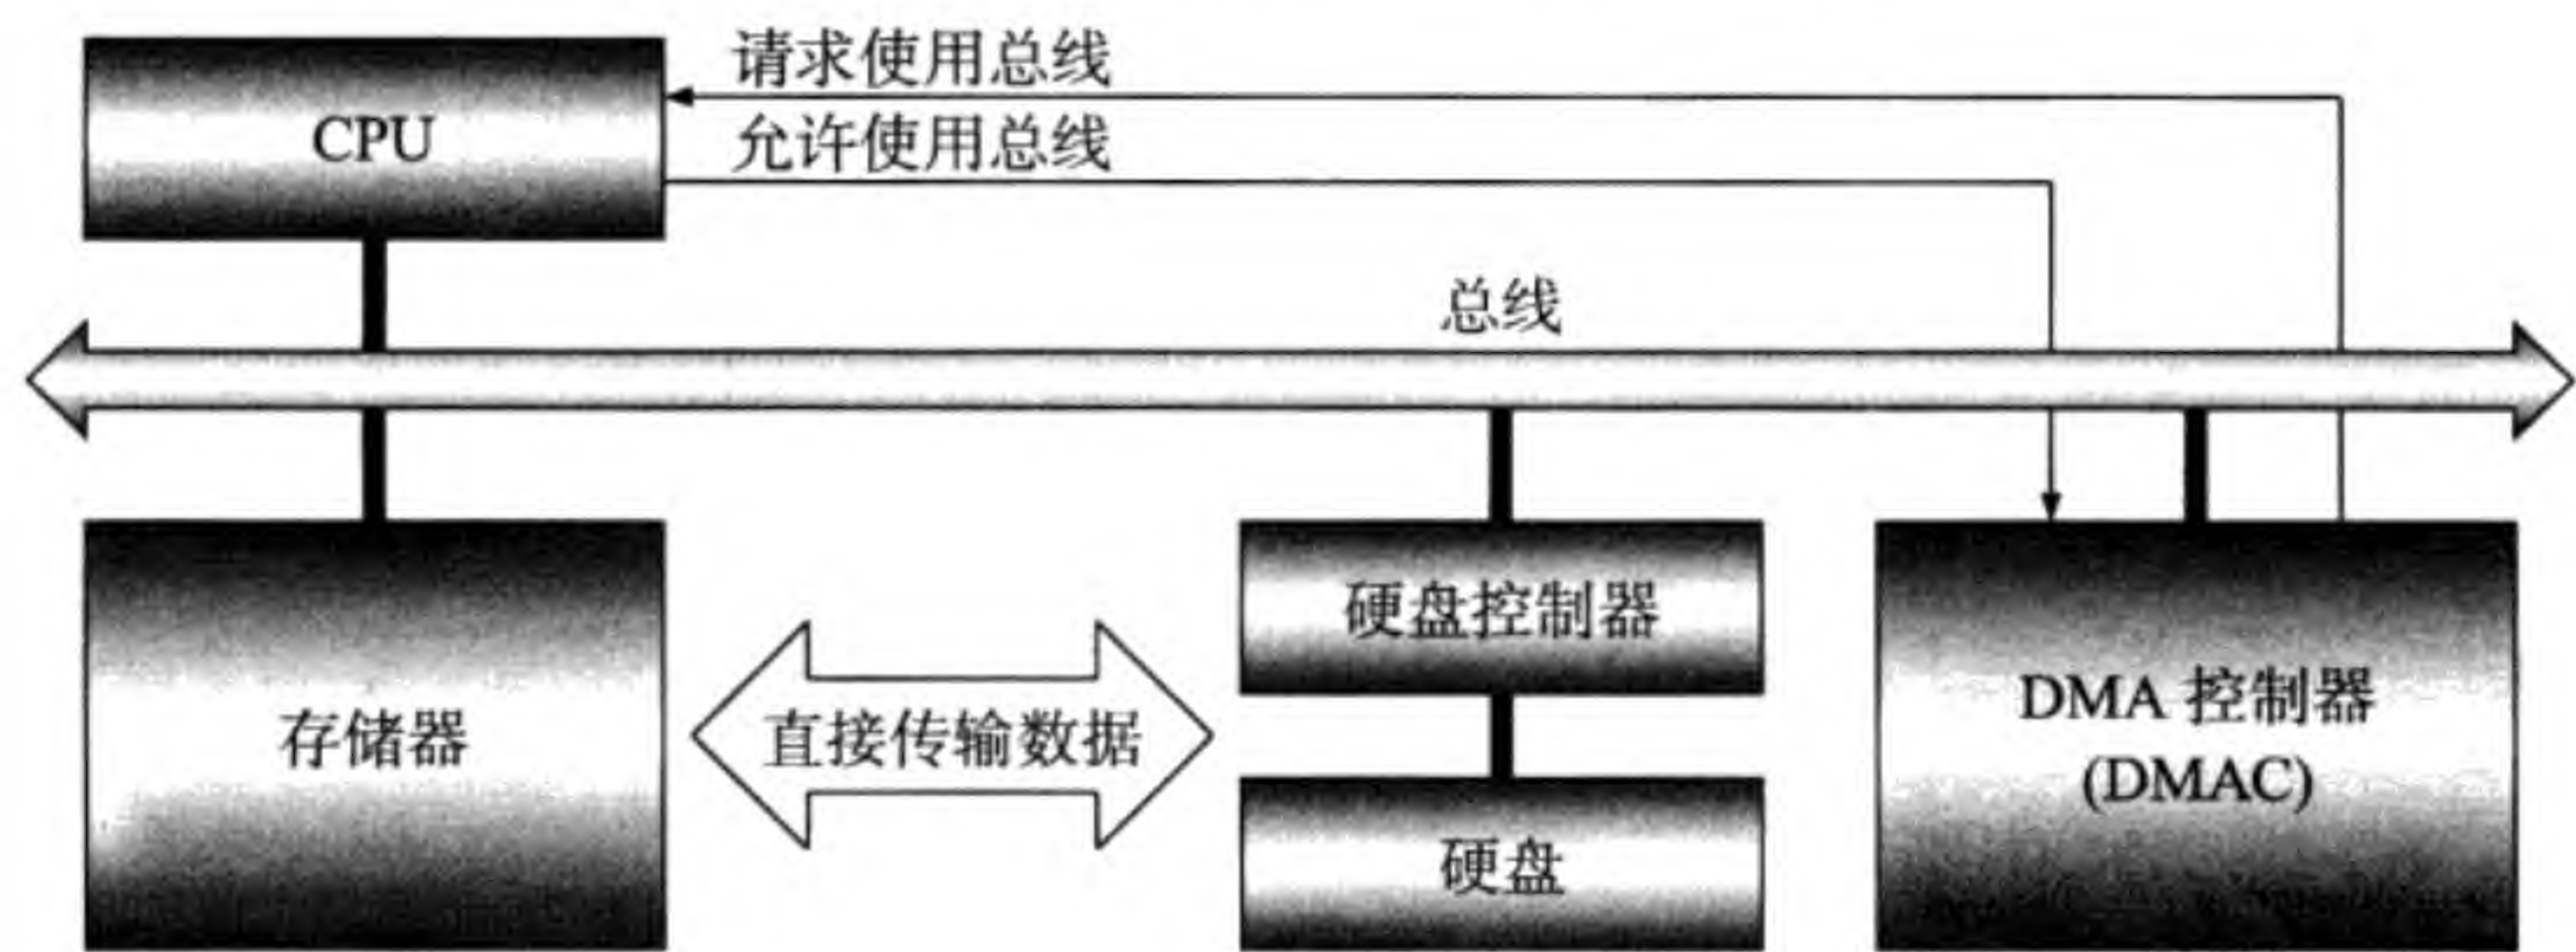 请求使用总线
CPU
允许使用总线
总线
硬盘控制器
存储器
直接传输数据
DMA 控制器
(DMAC)
硬盘